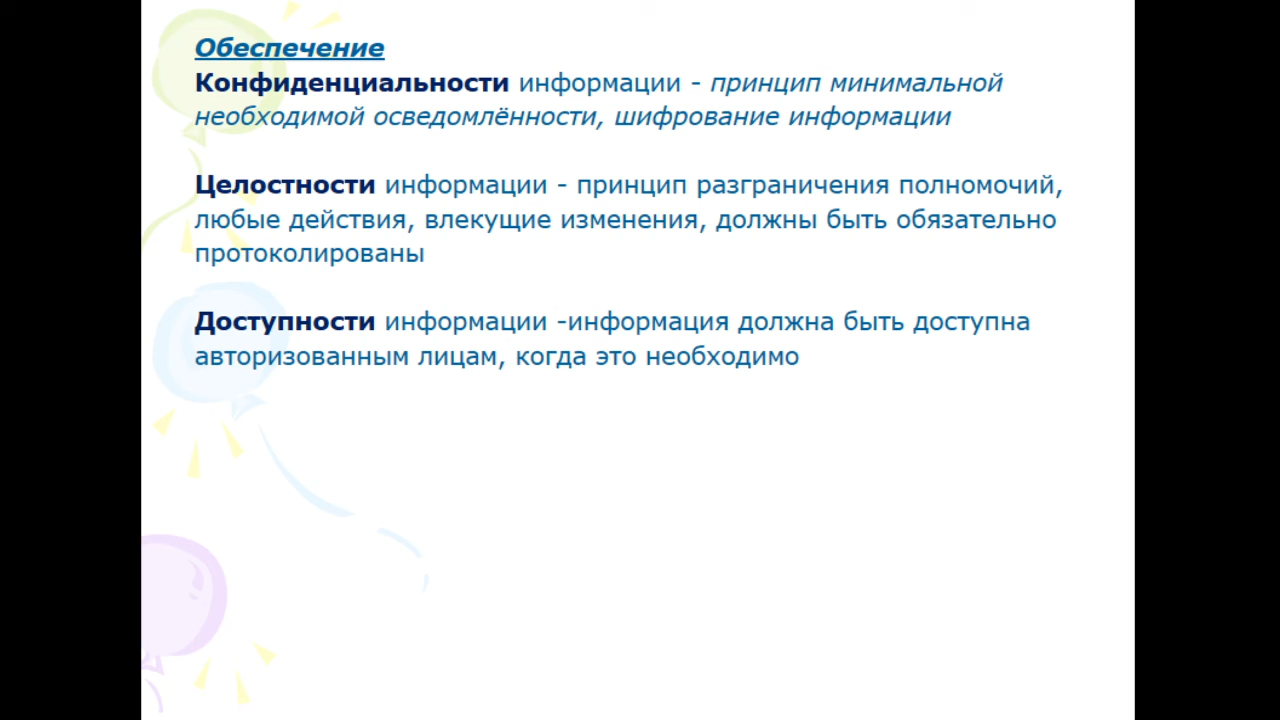 Обеспечение
Конфиденциальности информации - принцип минимальной
необходимой осведомлённости, шифрование информации
Целостности информации - принцип разграничения полномочий,
любые действия, влекущие изменения, должны быть обязательно
протоколированы
Доступности информации -информация должна быть доступна
авторизованным лицам, когда это необходимо